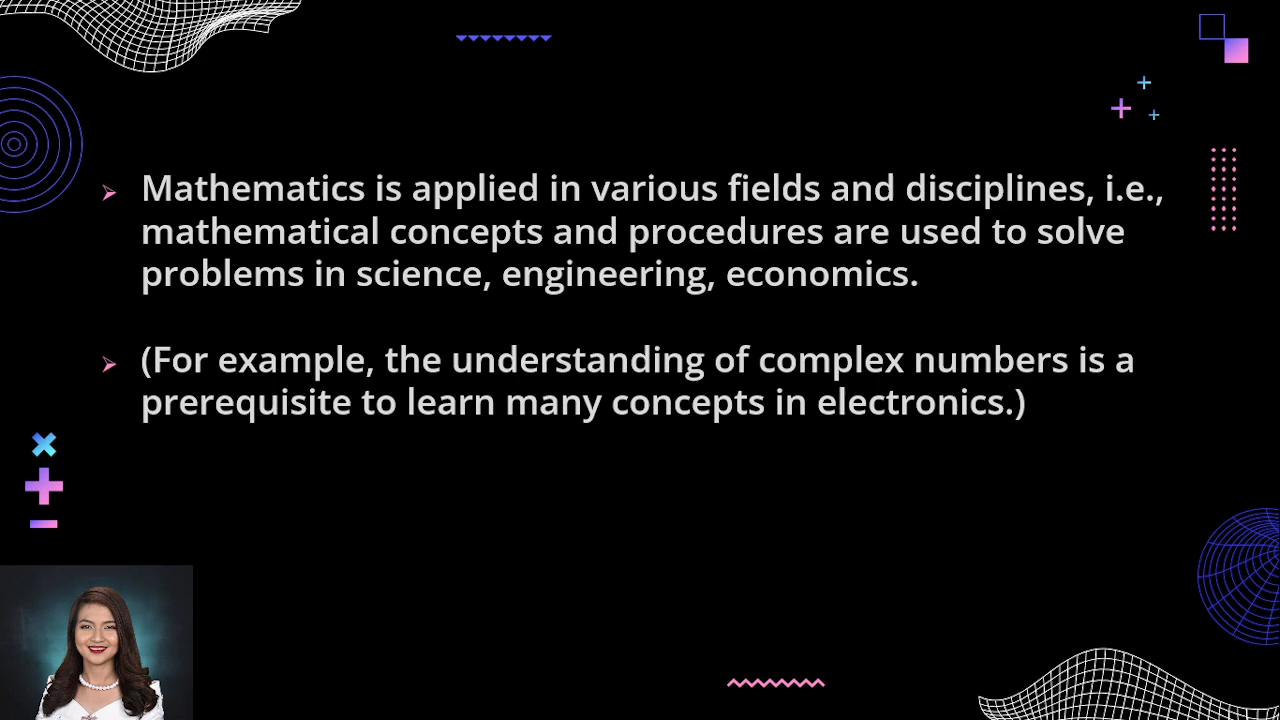 Mathematics is applied in various fields and disciplines, i.e.,
mathematical concepts and procedures are used to solve
problems in science, engineering, economics.
(For example, the understanding of complex numbers is a
prerequisite to learn many concepts in electronics.)